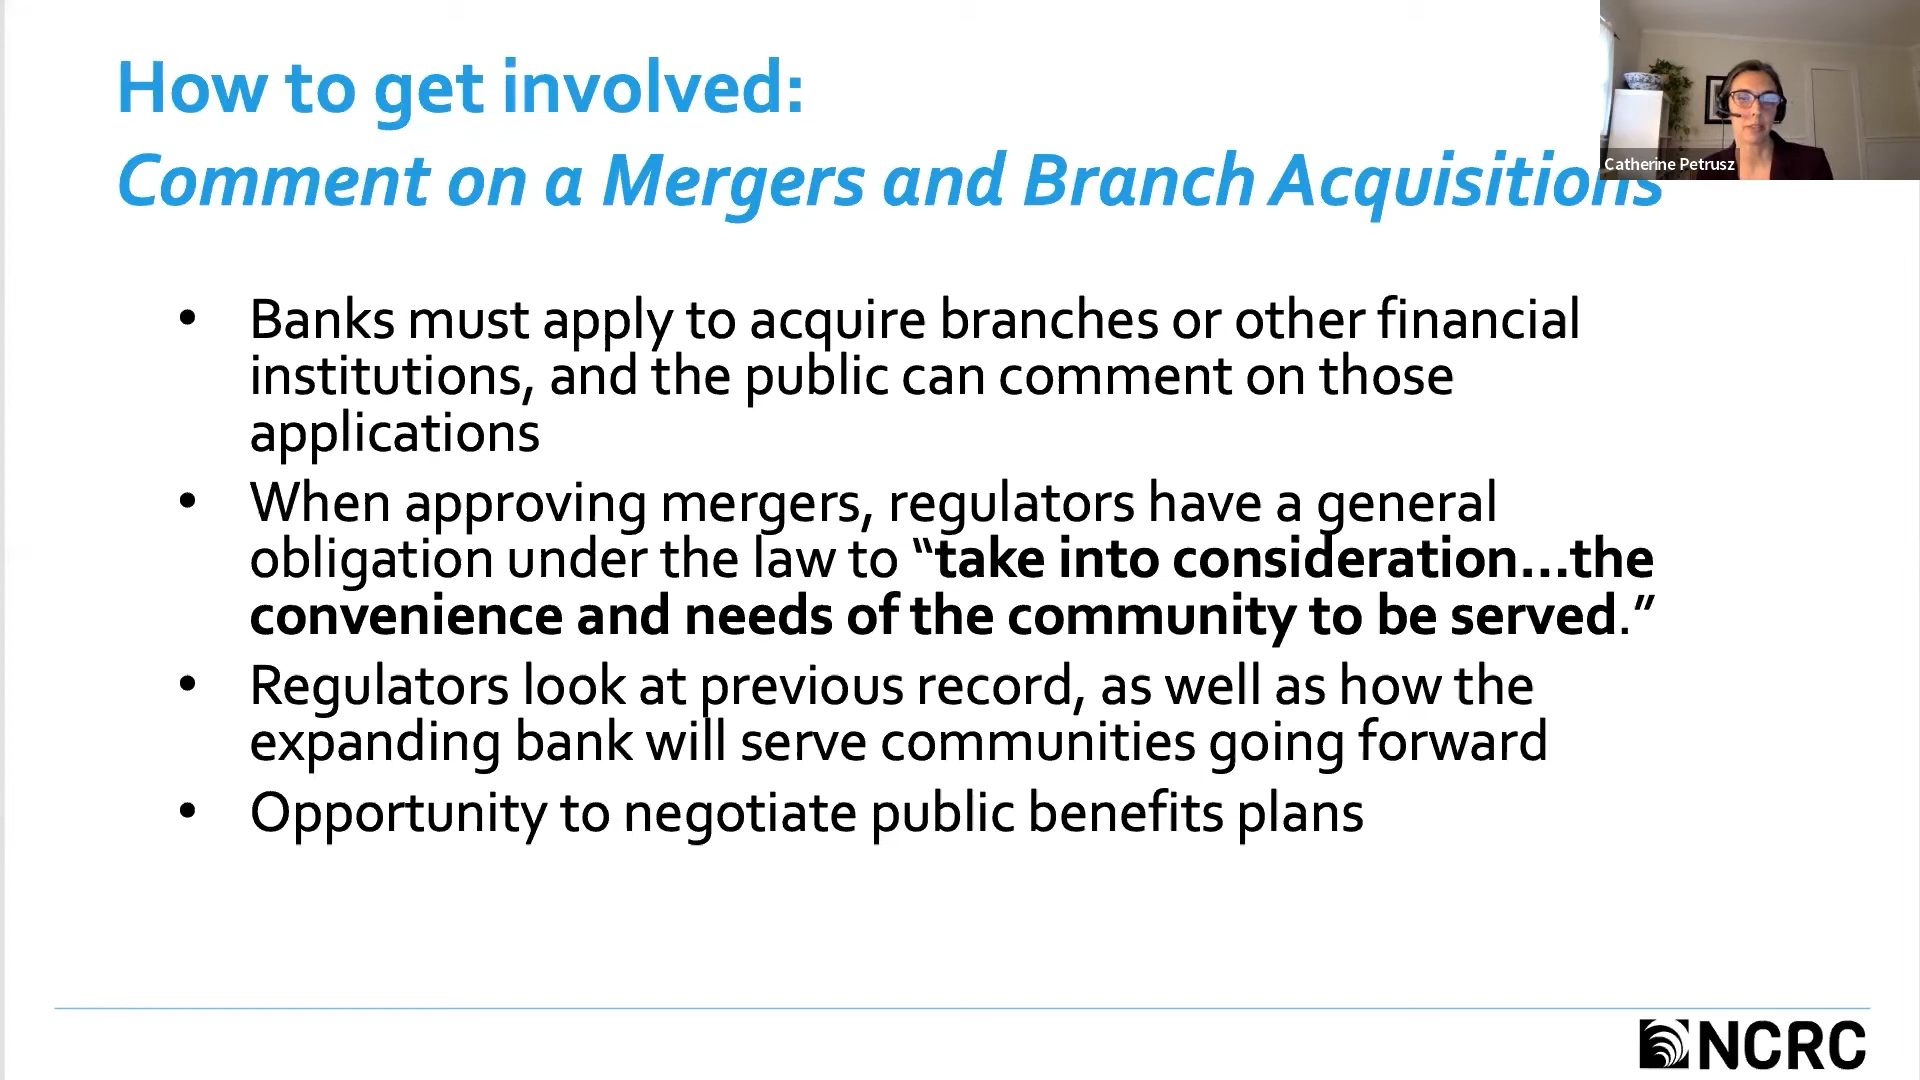 How to get involved:
Comment on a Mergers and Branch Acquisitions
Catherine Petrusz
• Banks must apply to acquire branches or other financial
institutions, and the public can comment on those
applications
• When approving mergers, regulators have a general
obligation under the law to “take into consideration...the
convenience and needs of the community to be served.”
• Regulators look at previous record, as well as how the
expanding bank will serve communities going forward
• Opportunity to negotiate public benefits plans
NCRC